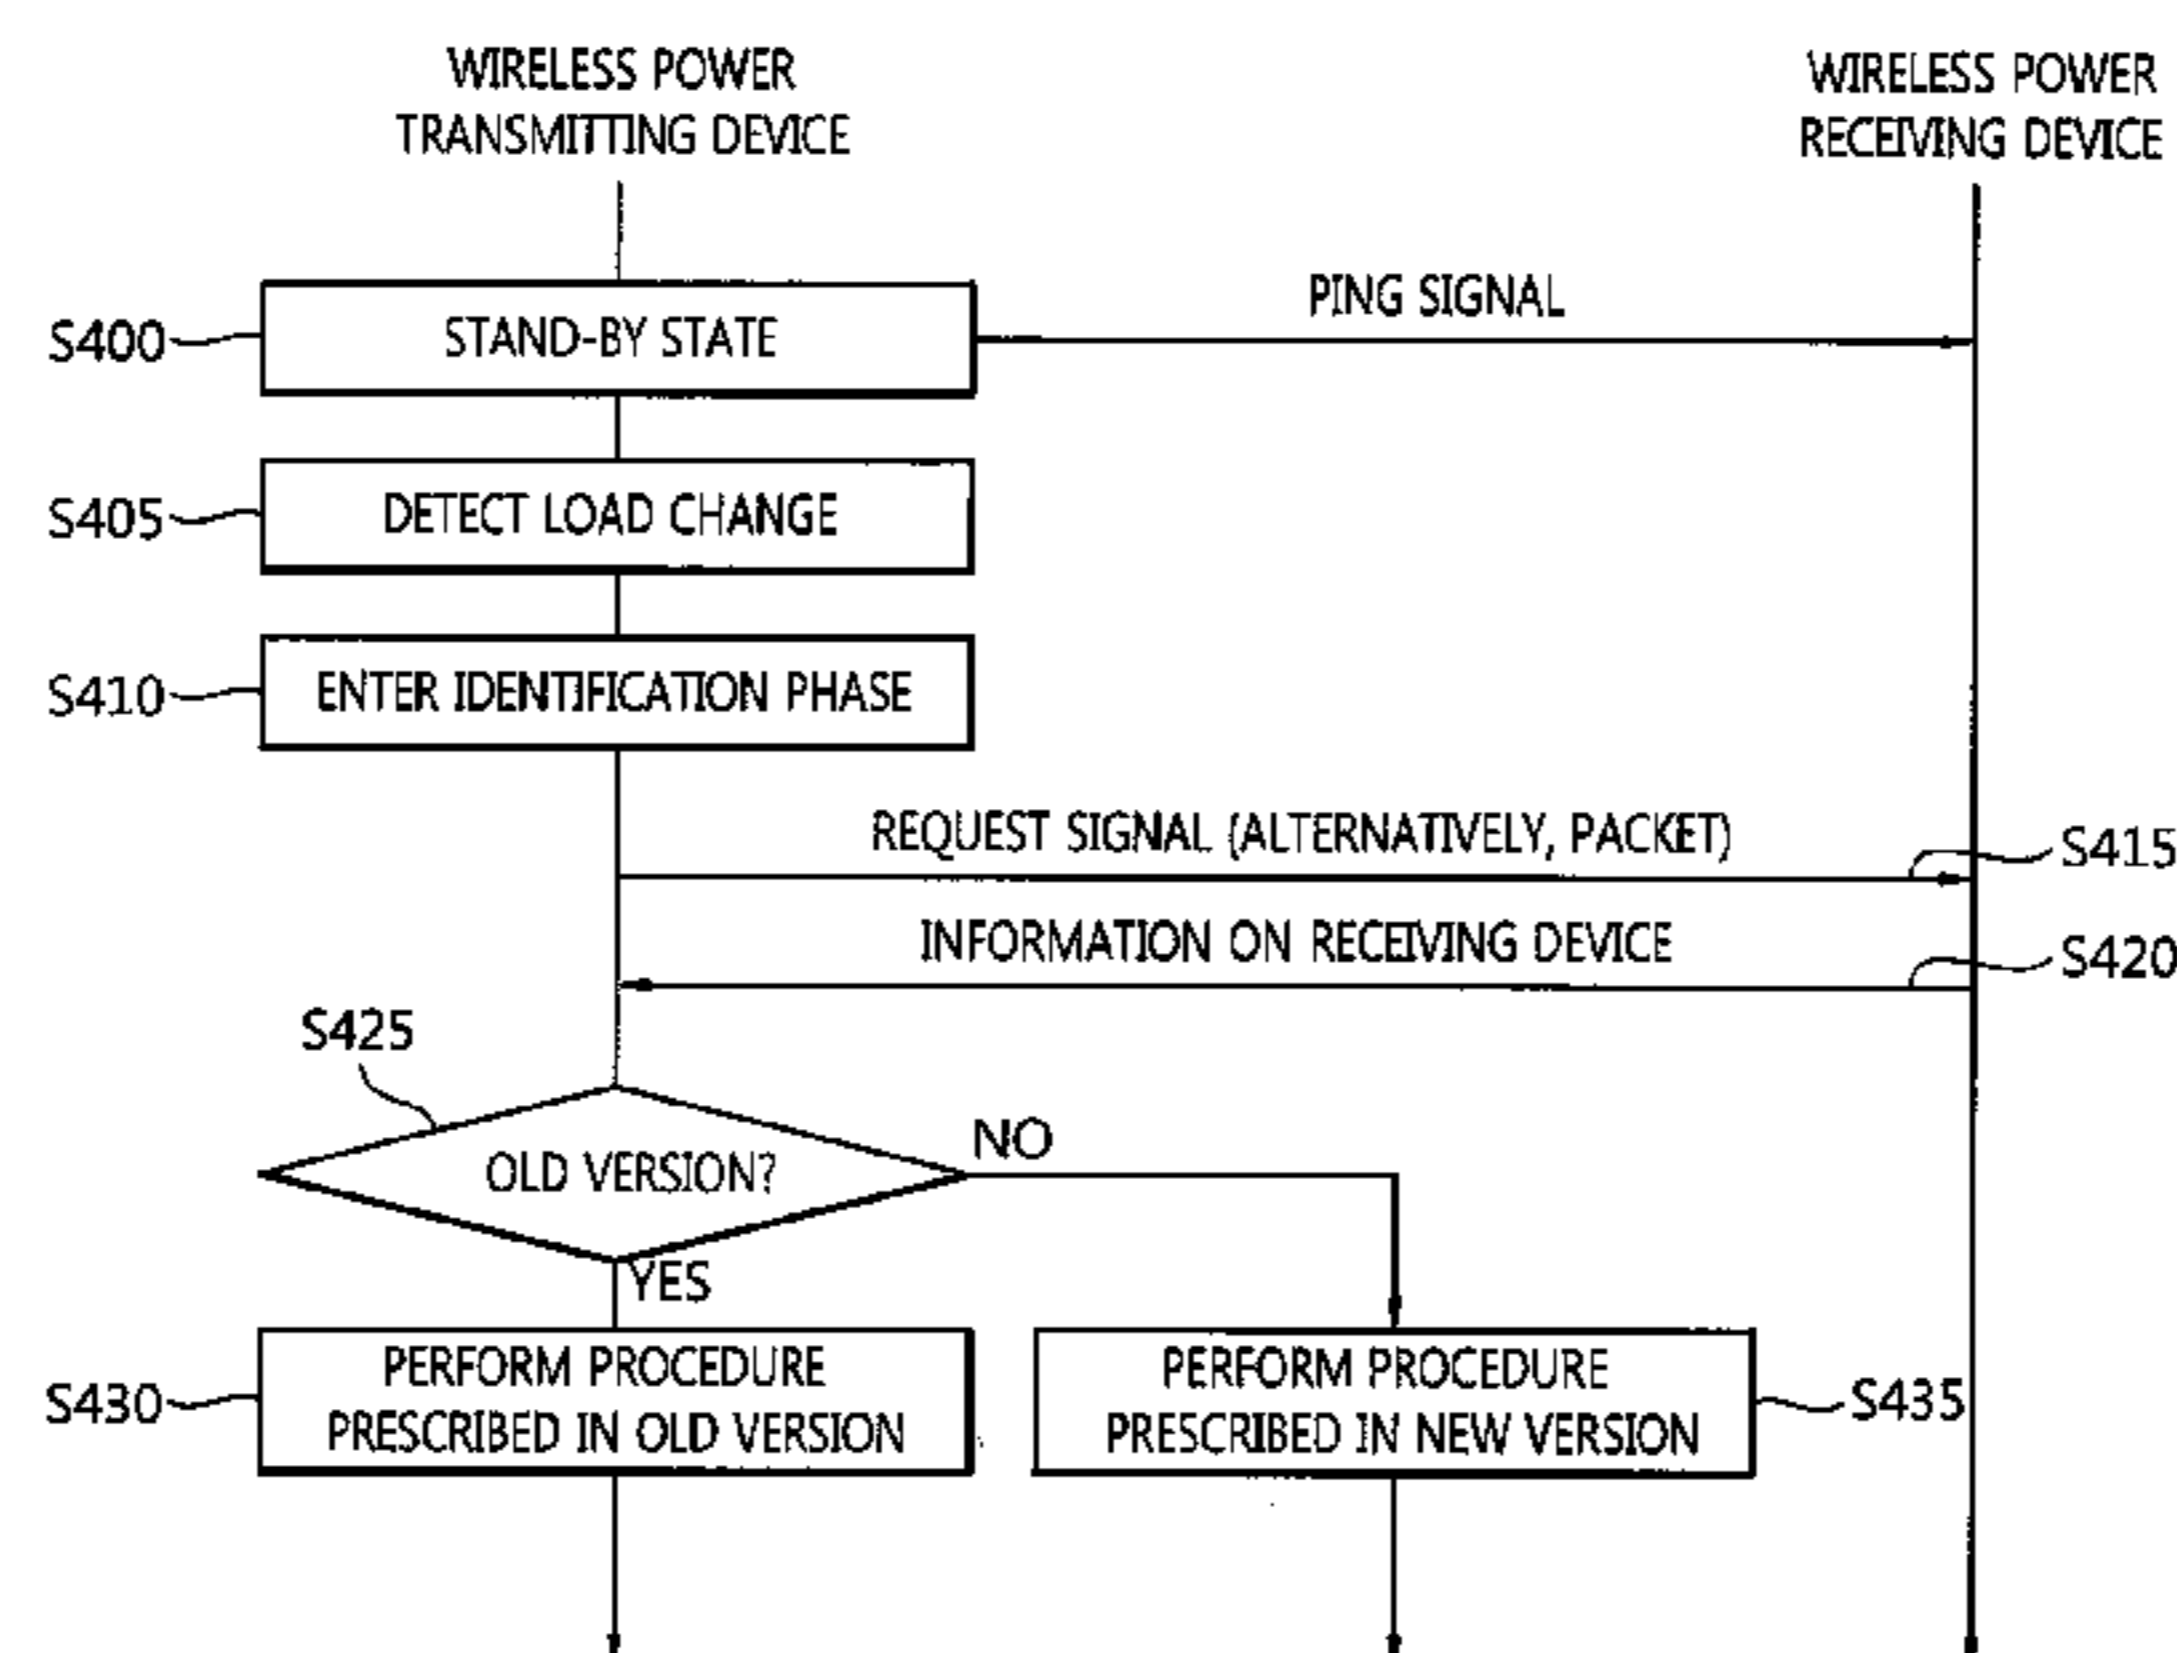 WIRELESS POWER
TRANSMITTING DEVICE
WIRELESS POWER
RECEIVING DEVICE
S400
STAND-BY STATE
PING SIGNAL
S405
DETECT LOAD CHANGE
S410
ENTER IDENTIFICATION PHASE
REQUEST SIGNAL (ALTERNATIVELY, PACKET)
S415
INFORMATION ON RECEIVING DEVICE
S420
S425
OLD VERSION?
NO
YES
S430
PERFORM PROCEDURE
PRESCRIBED IN OLD VERSION
PERFORM PROCEDURE
PRESCRIBED IN NEW VERSION
S435